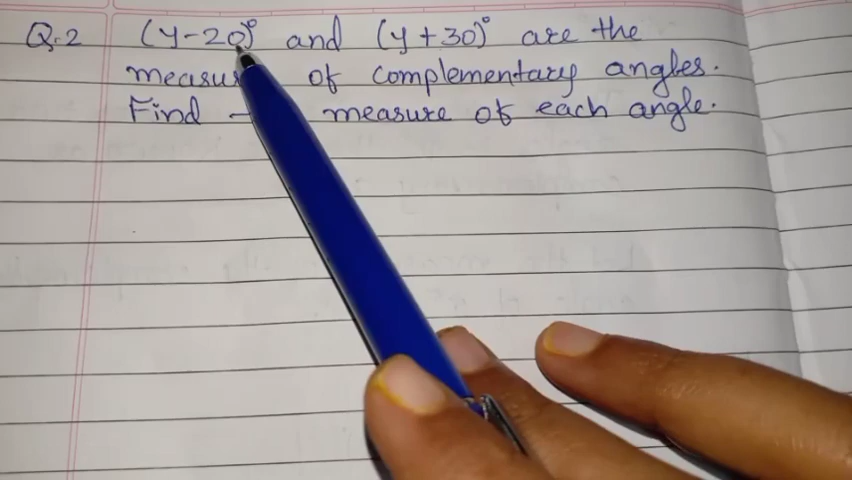 Q.2 (y-20)° and (y+30)° are the
of complementary angles.
Find measure of each angle.